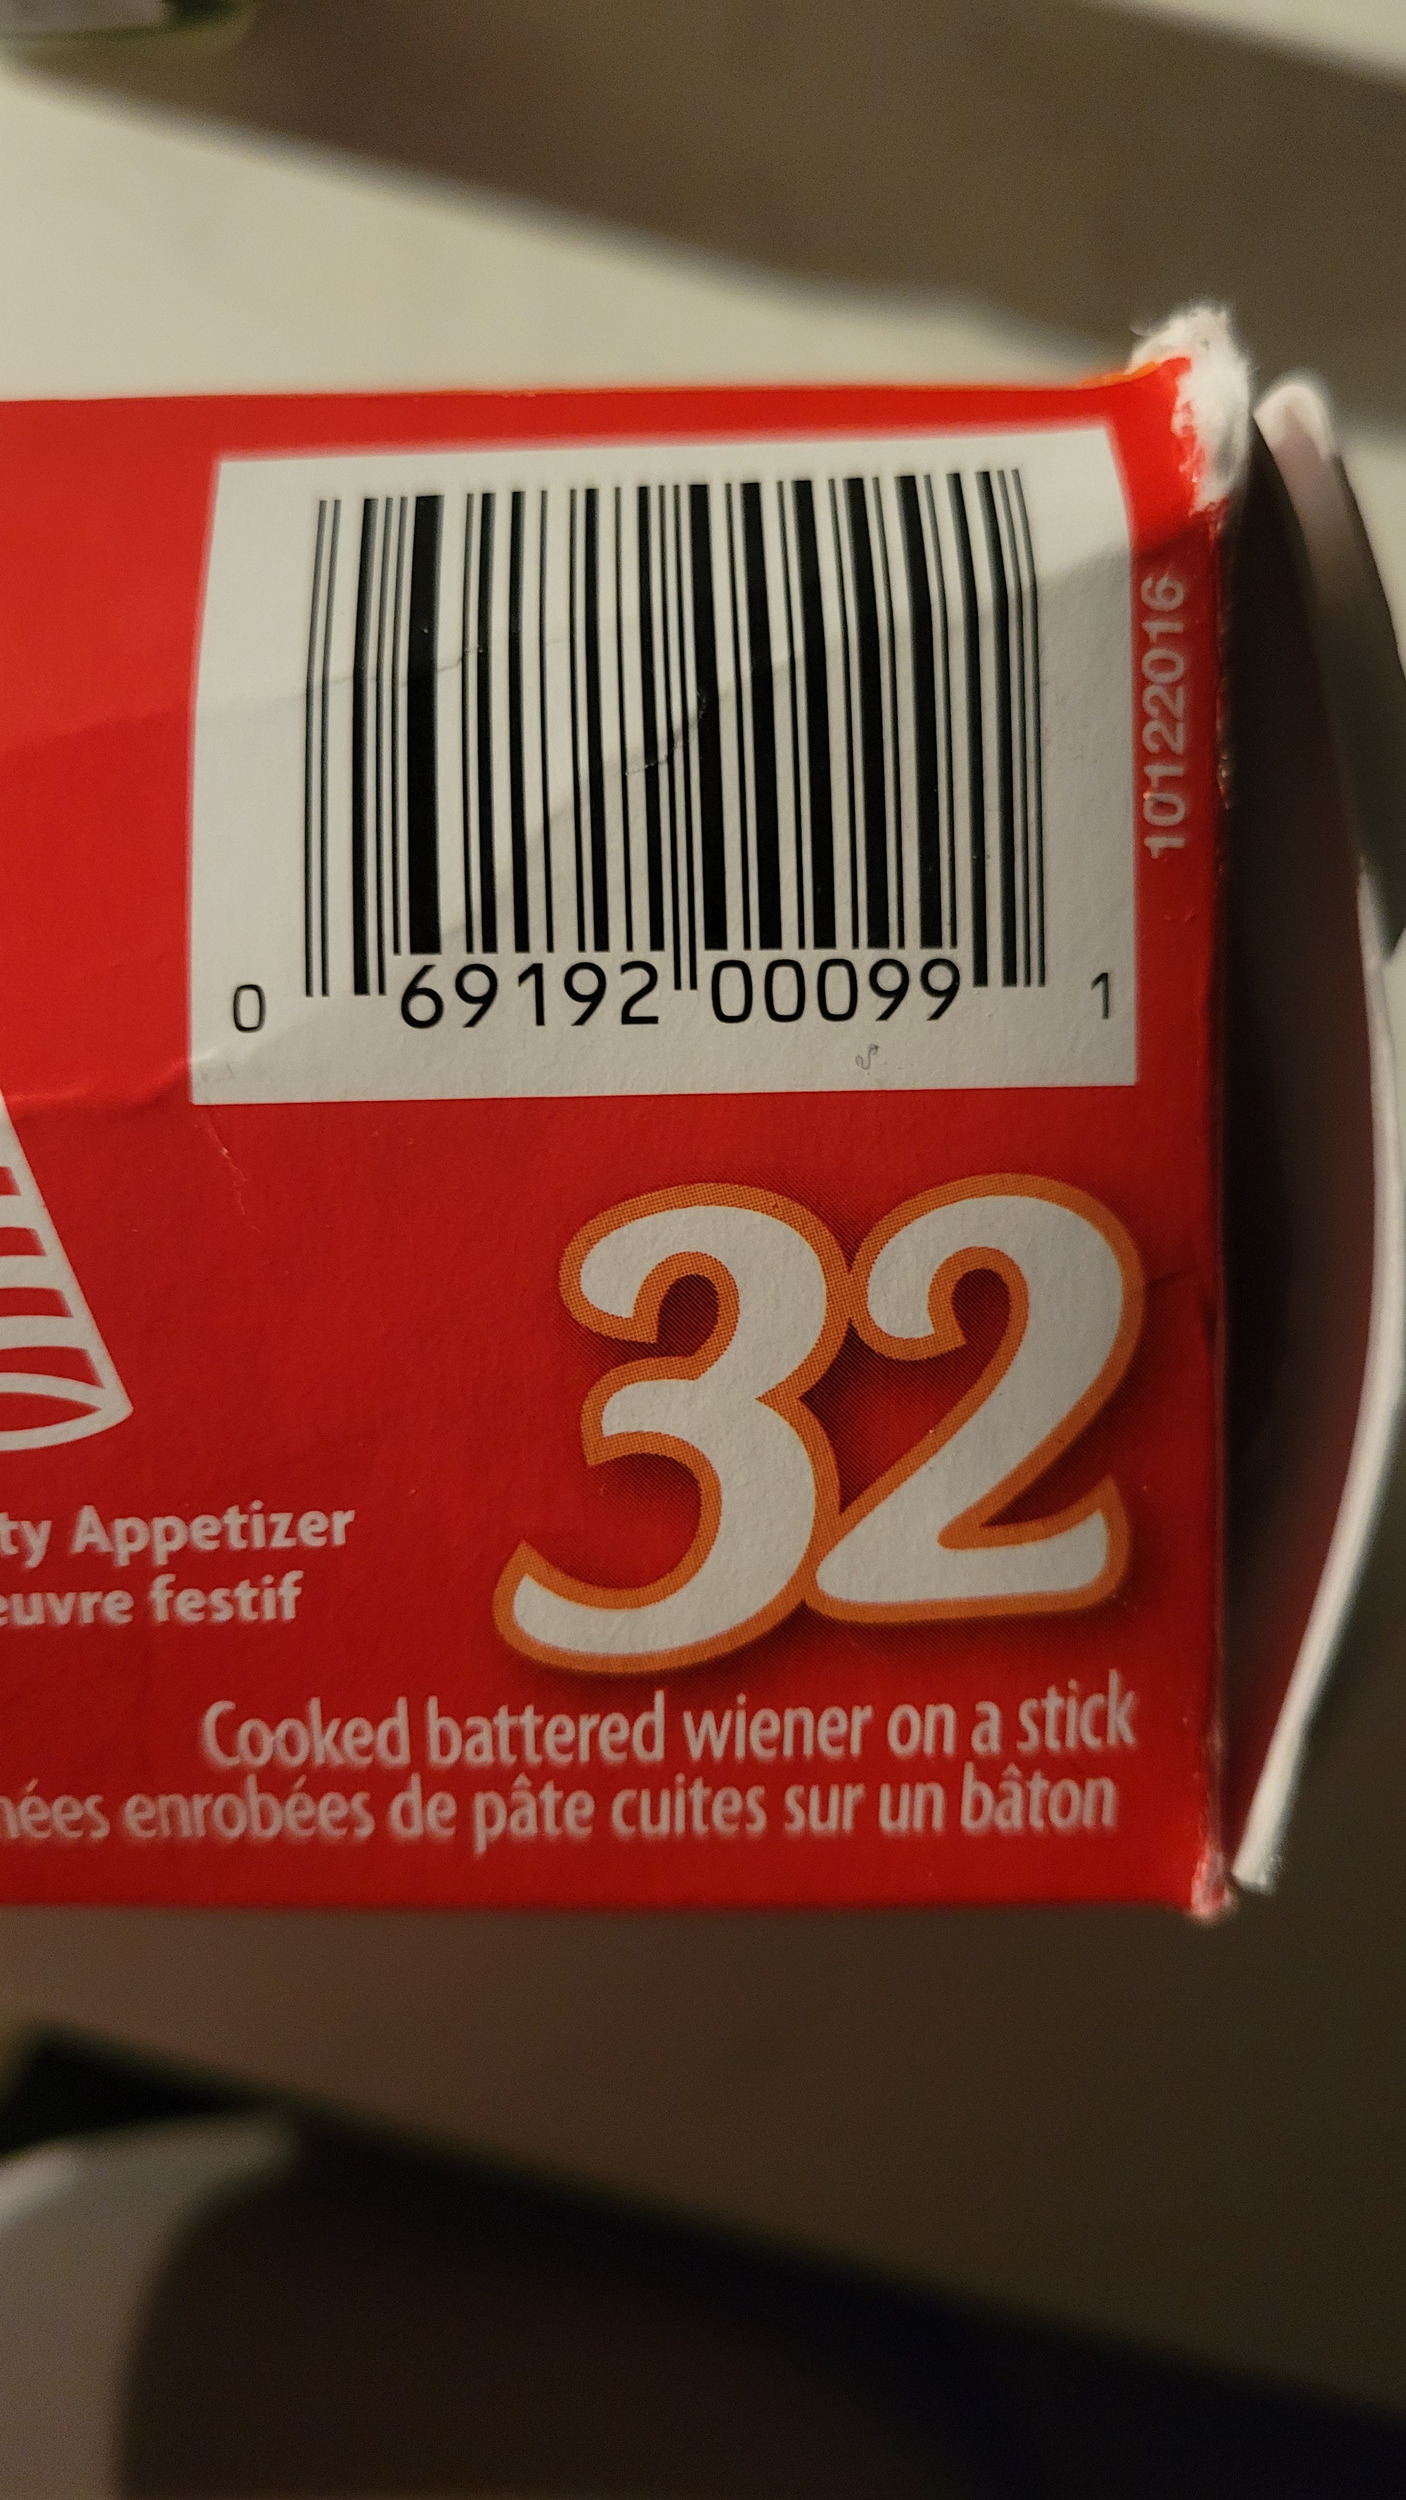 0 69192 00099 1
10122016
32
ty Appetizer
euvre festif
Cooked battered wiener on a stick
nées enrobées de pâte cuites sur un bâton